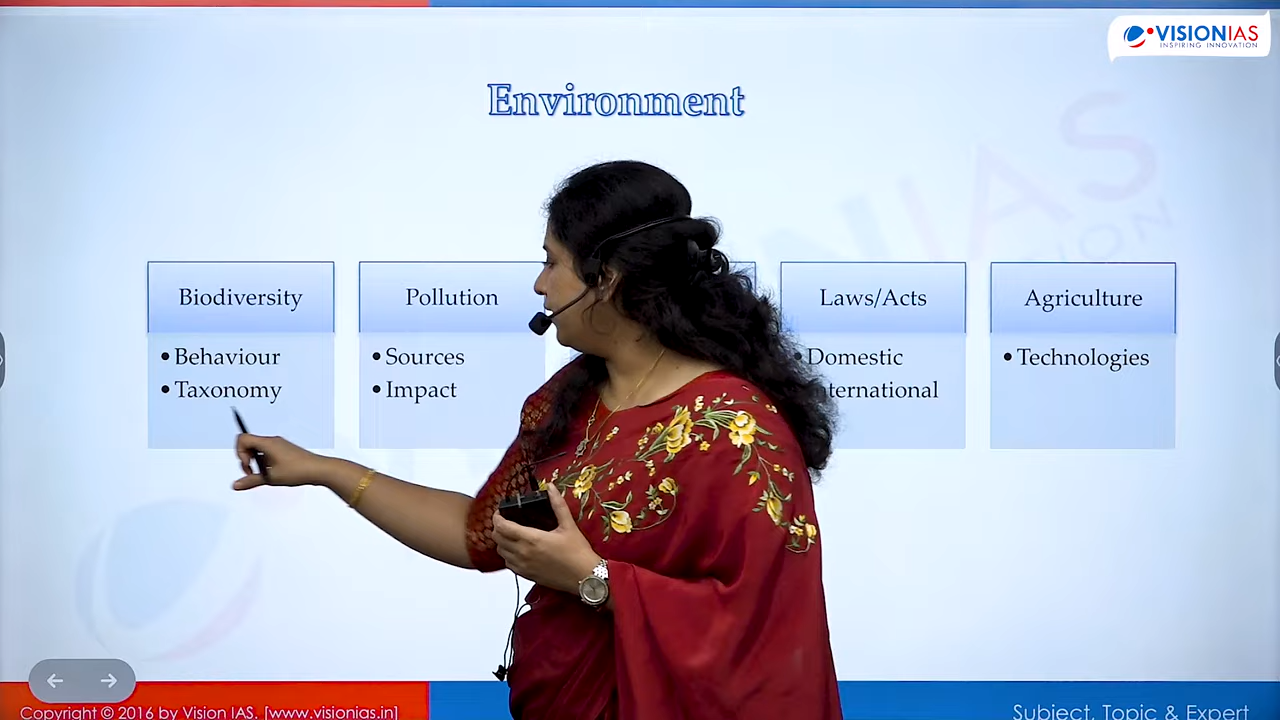 VISIONIAS
INSPIRING INNOVATION
Environment
Biodiversity
• Behaviour
• Taxonomy
Pollution
• Sources
• Impact
Laws/Acts
• Domestic
nternational
Agriculture
• Technologies
Copyright © 2016 by Vision IAS. [www.visionias.in]
Subject, Topic & Expert